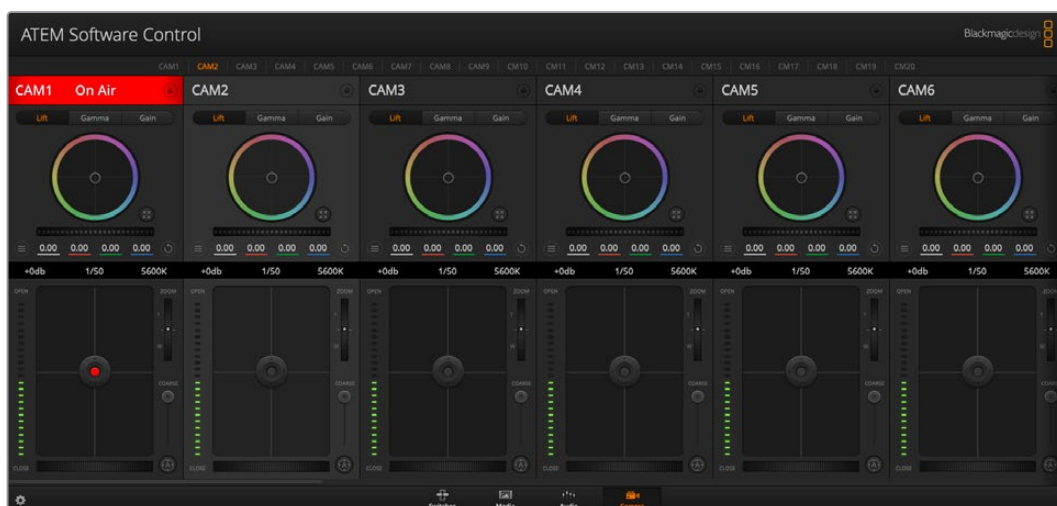 ATEM Software Control
Blackmagicdesign
CAM1 CAM2 CAM3 CAM4 CAM5 CAM6 CAM7 CAM8 CAM9 CM10 CM11 CM12 CM13 CM14 CM15 CM16 CM17 CM18 CM19 CM20
CAM1 On Air CAM2 CAM3 CAM4 CAM5 CAM6
Lift Gamma Gain Lift Gamma Gain Lift Gamma Gain Lift Gamma Gain Lift Gamma Gain Lift Gamma Gain
0.00 0.00 0.00 0.00 0.00 0.00 0.00 0.00 0.00 0.00 0.00 0.00 0.00 0.00 0.00 0.00 0.00 0.00 0.00 0.00 0.00 0.00 0.00 0.00
+0db 1/50 5600K +0db 1/50 5600K +0db 1/50 5600K +0db 1/50 5600K +0db 1/50 5600K +0db 1/50 5600K
OPEN ZOOM OPEN ZOOM OPEN ZOOM OPEN ZOOM OPEN ZOOM OPEN ZOOM
T T T T T T
W W W W W W
COARSE COARSE COARSE COARSE COARSE COARSE
CLOSE CLOSE CLOSE CLOSE CLOSE CLOSE
Switcher Media Audio Camera